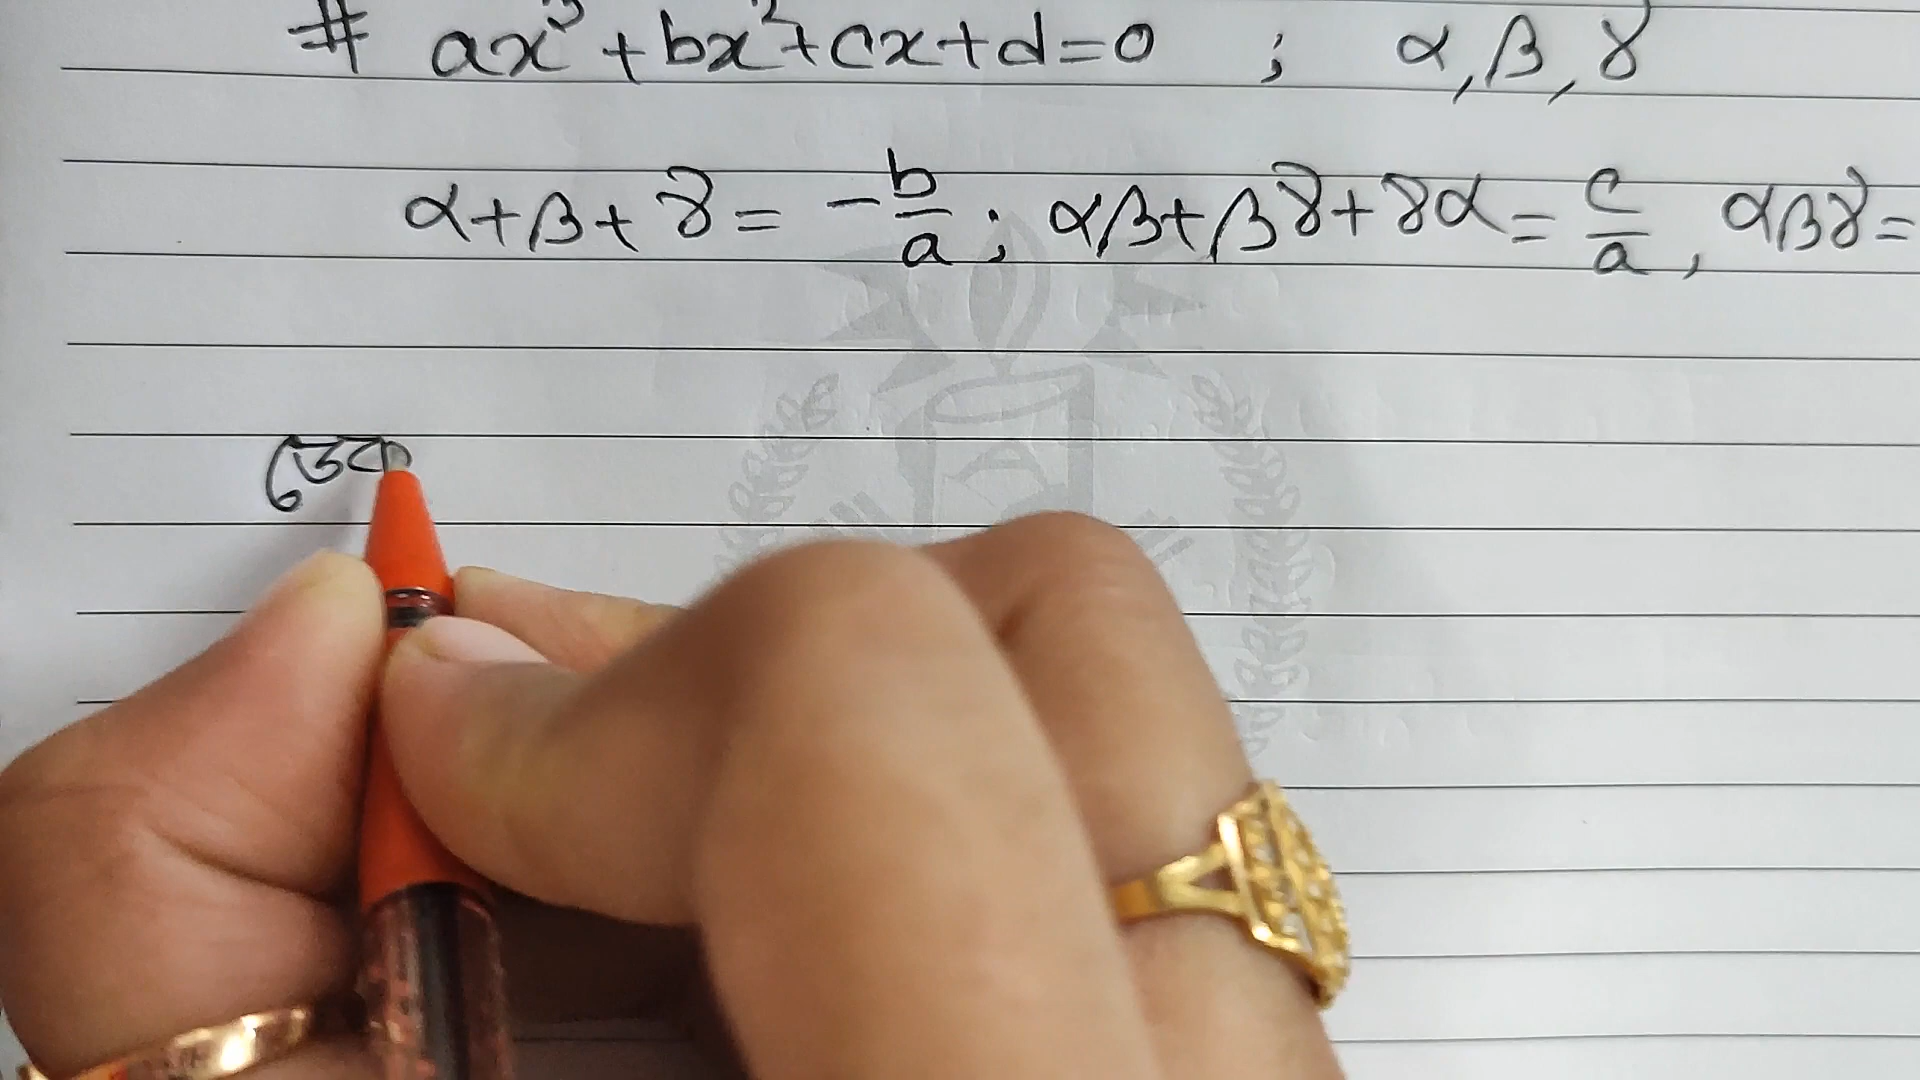 # ax³+bx²+cx+d=0 ; α,β,γ
α+β+γ= -b/a; αβ+βγ+γα= c/a, αβγ=